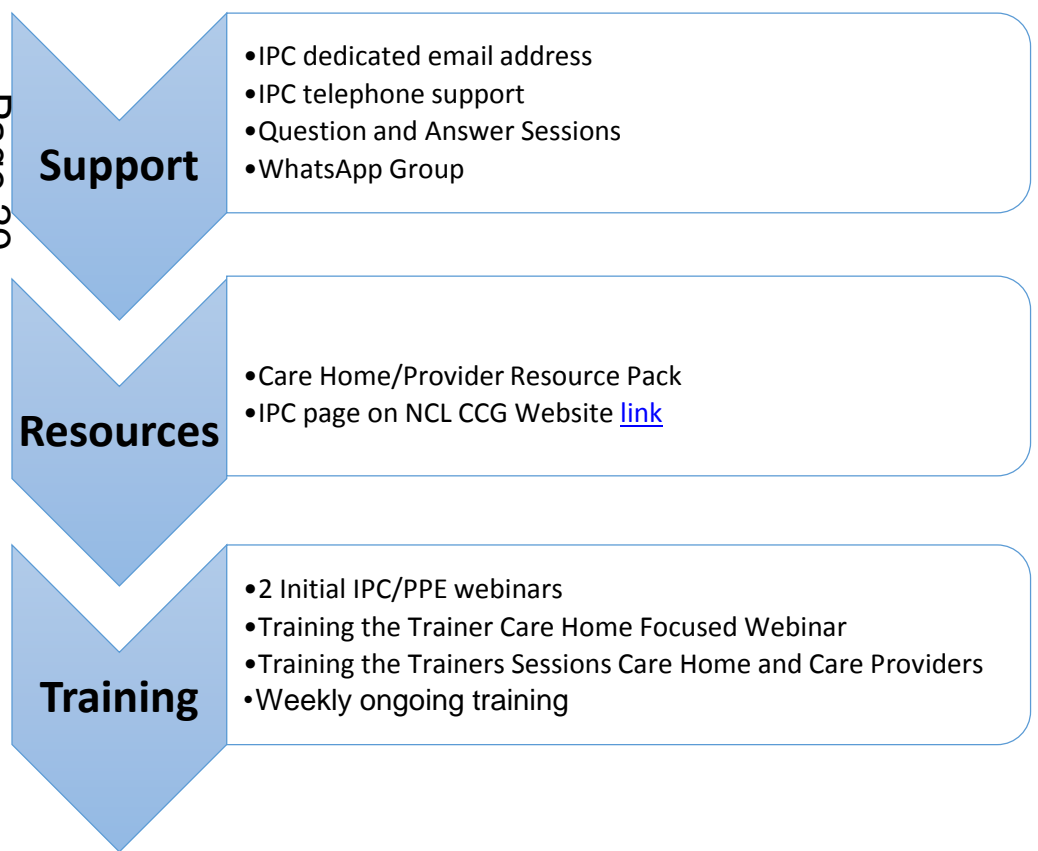 Support
•IPC dedicated email address
•IPC telephone support
•Question and Answer Sessions
•WhatsApp Group
Resources
•Care Home/Provider Resource Pack
•IPC page on NCL CCG Website link
Training
•2 Initial IPC/PPE webinars
•Training the Trainer Care Home Focused Webinar
•Training the Trainers Sessions Care Home and Care Providers
•Weekly ongoing training